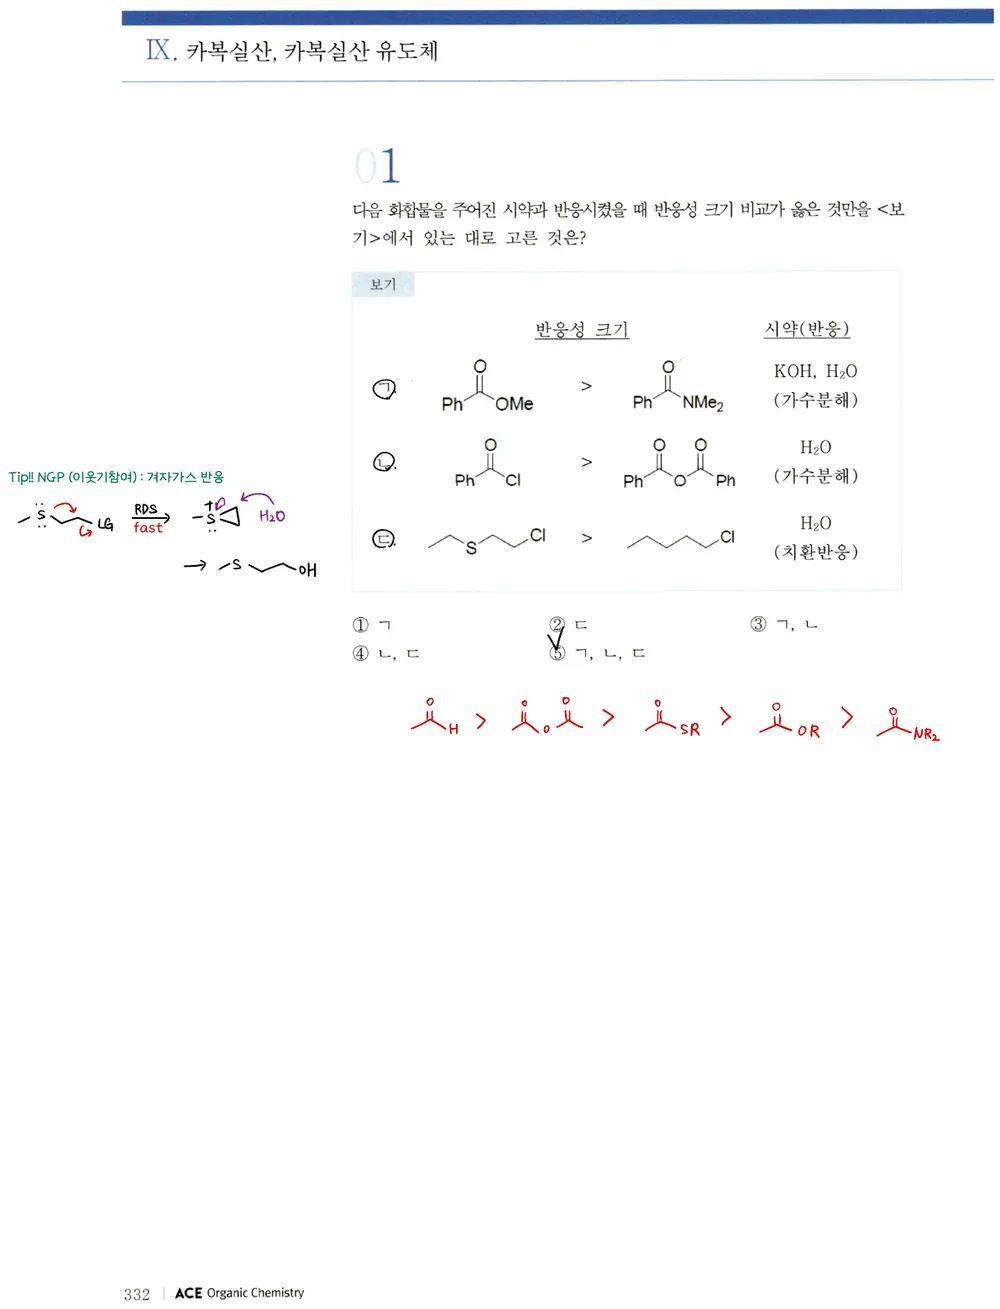 Ⅸ. 카복실산, 카복실산 유도체
01
다음 화합물을 주어진 시약과 반응시켰을 때 반응성 크기 비교가 옳은 것만을 <보
기>에서 있는 대로 고른 것은?
보기
반응성 크기 시약(반응)
ㄱ. O Ph OMe > O Ph NMe₂ KOH, H₂O
(가수분해)
ㄴ. O Ph Cl > O O Ph O Ph H₂O
(가수분해)
ㄷ. S Cl > Cl H₂O
(치환반응)
Tip!! NGP (이웃기참여) : 겨자가스 반응
S LG RDS fast + S H₂O
→ S OH
① ㄱ ② ㄷ ③ ㄱ, ㄴ
④ ㄴ, ㄷ ⑤ ㄱ, ㄴ, ㄷ
O H > O O O > O SR > O OR > O NR₂
332 | ACE Organic Chemistry